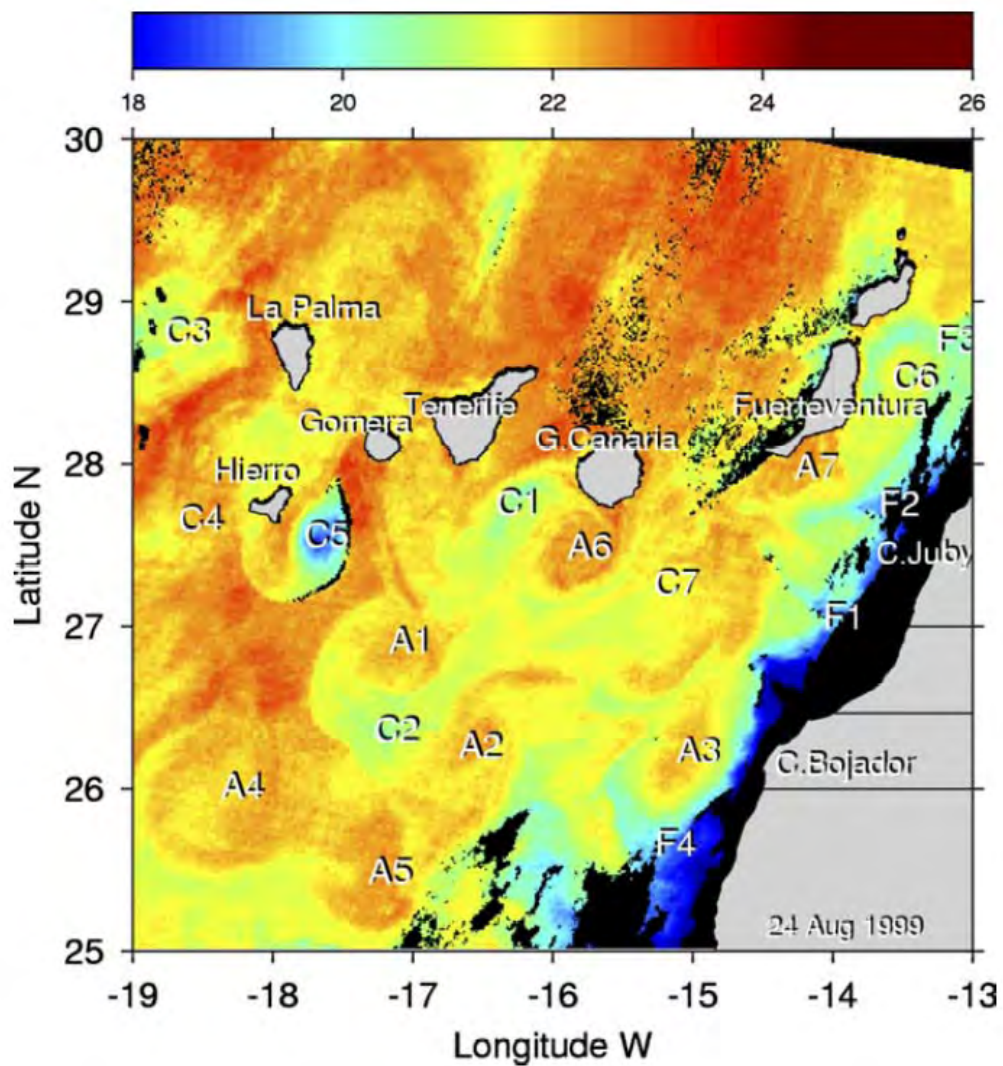 18 20 22 24 26
30
29
28
27
26
25
Latitude N
La Palma
C3
F3
C6
Gomera
Tenerife
Fuerteventura
G.Canaria
Hierro
A7
C4
C5
C1
F2
A6
C.Juby
C7
F1
A1
C2
A2
A3
C.Bojador
A4
F4
A5
24 Aug 1999
-19 -18 -17 -16 -15 -14 -13
Longitude W